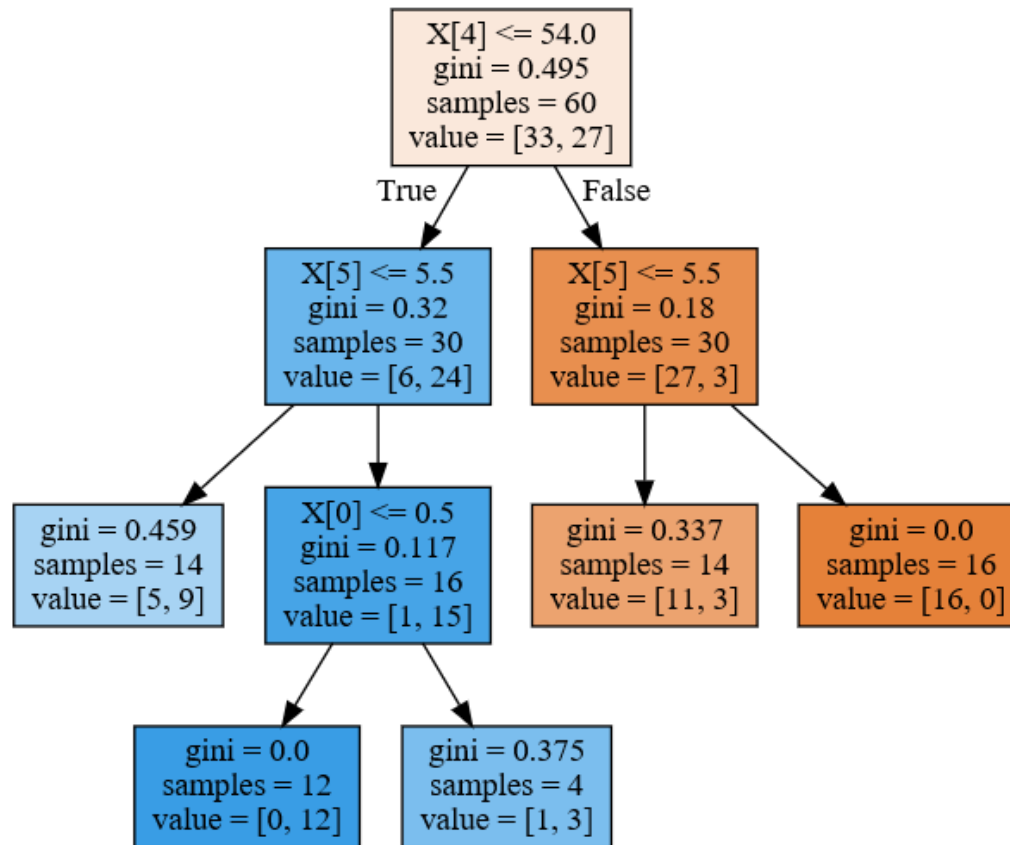 X[4] <= 54.0
gini = 0.495
samples = 60
value = [33, 27]
True
False
X[5] <= 5.5
gini = 0.32
samples = 30
value = [6, 24]
X[5] <= 5.5
gini = 0.18
samples = 30
value = [27, 3]
gini = 0.459
samples = 14
value = [5, 9]
X[0] <= 0.5
gini = 0.117
samples = 16
value = [1, 15]
gini = 0.337
samples = 14
value = [11, 3]
gini = 0.0
samples = 16
value = [16, 0]
gini = 0.0
samples = 12
value = [0, 12]
gini = 0.375
samples = 4
value = [1, 3]